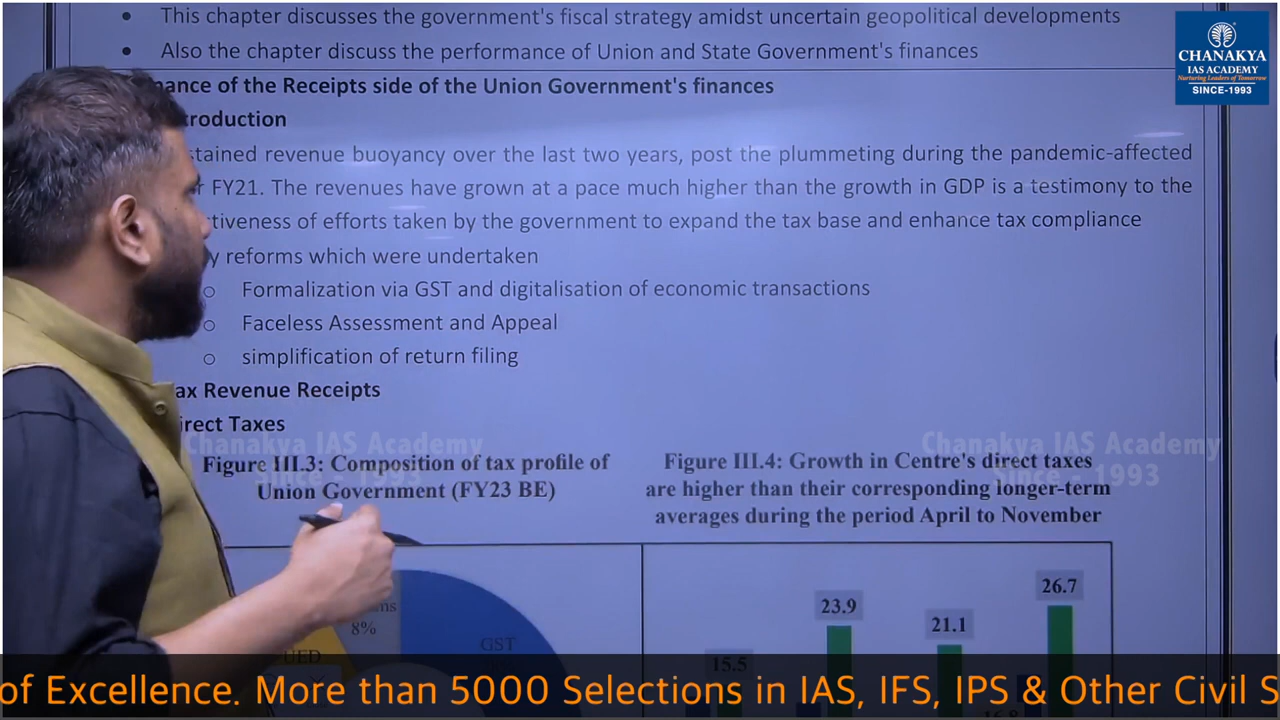 • This chapter discusses the government's fiscal strategy amidst uncertain geopolitical developments
• Also the chapter discuss the performance of Union and State Government's finances
CHANAKYA
IAS ACADEMY
Nurturing Leaders of Tomorrow
SINCE-1993
ance of the Receipts side of the Union Government's finances
troduction
tained revenue buoyancy over the last two years, post the plummeting during the pandemic-affected
FY21. The revenues have grown at a pace much higher than the growth in GDP is a testimony to the
tiveness of efforts taken by the government to expand the tax base and enhance tax compliance
y reforms which were undertaken
o Formalization via GST and digitalisation of economic transactions
o Faceless Assessment and Appeal
o simplification of return filing
ax Revenue Receipts
irect Taxes
Chanakya IAS Academy
Since - 1993
Chanakya IAS Academy
Since - 1993
Figure III.3: Composition of tax profile of
Union Government (FY23 BE)
Figure III.4: Growth in Centre's direct taxes
are higher than their corresponding longer-term
averages during the period April to November
8%
GST
15.5
23.9
21.1
26.7
16.8
of Excellence. More than 5000 Selections in IAS, IFS, IPS & Other Civil S